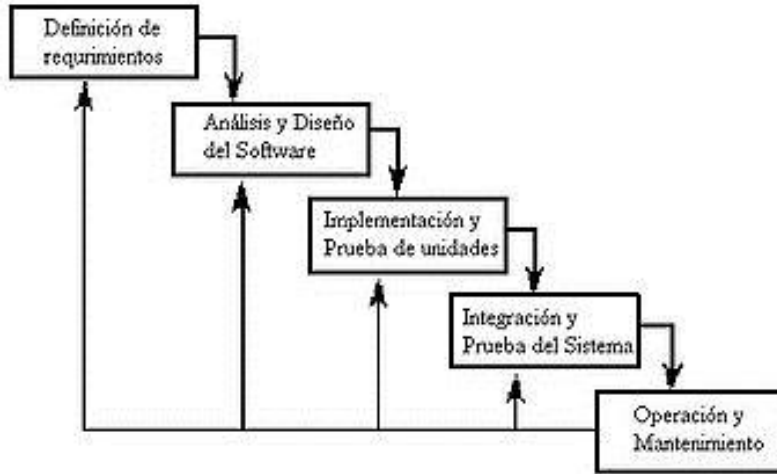 Definición de
requrimientos
Análisis y Diseño
del Software
Implementación y
Prueba de unidades
Integración y
Prueba del Sistema
Operación y
Mantenimiento